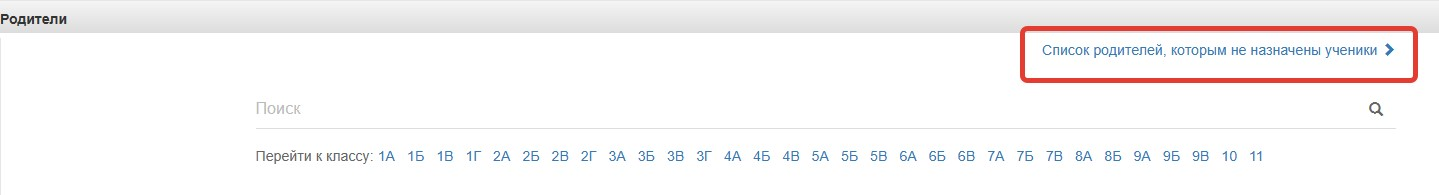 Родители
Список родителей, которым не назначены ученики
Поиск
Перейти к классу: 1А 1Б 1В 1Г 2А 2Б 2В 2Г 3А 3Б 3В 3Г 4А 4Б 4В 5А 5Б 5В 6А 6Б 6В 7А 7Б 7В 8А 8Б 9А 9Б 9В 10 11